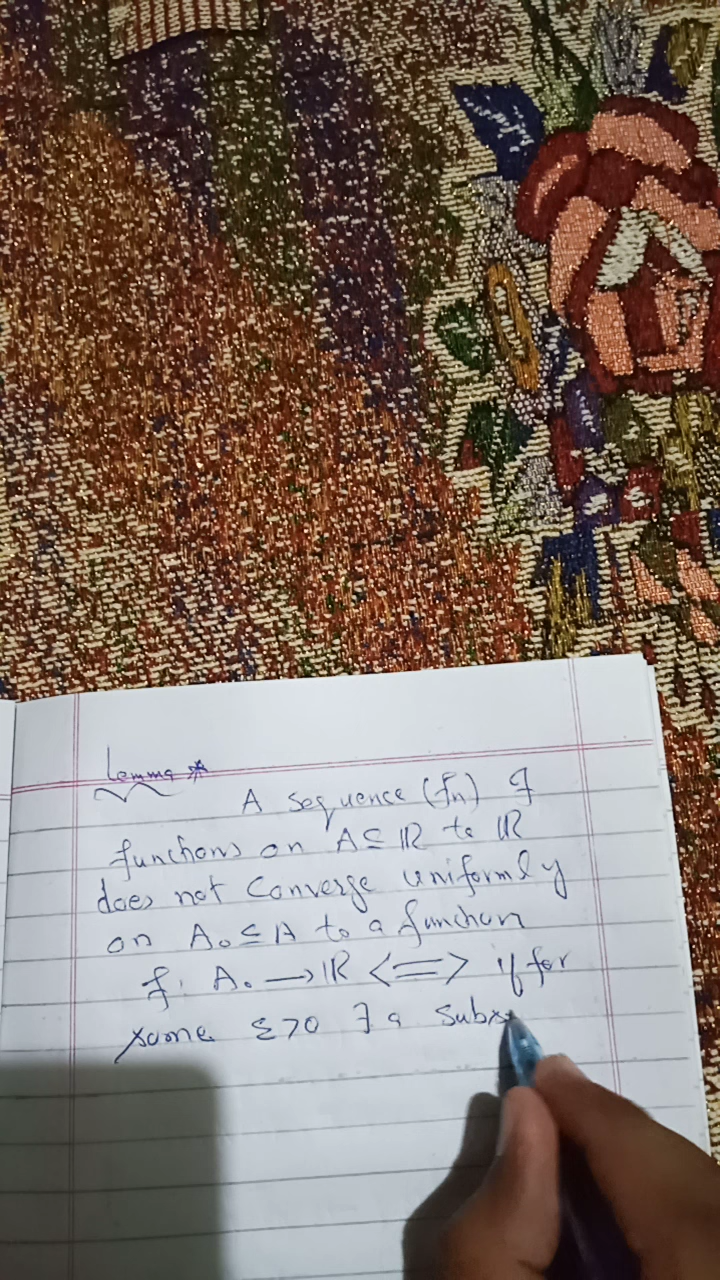 Lemma *
A sequence (fn) of
functions on A ⊆ ℝ to ℝ
does not converge uniformly
on A₀ ⊆ A to a function
f: A₀ → ℝ <=> if for
some ε>0 ∃ a subs